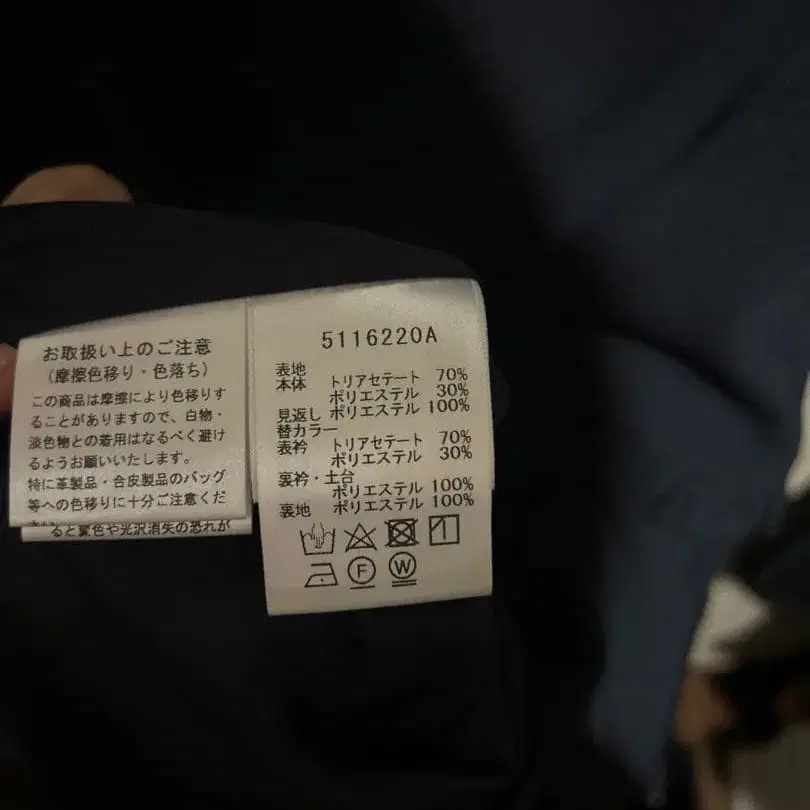 お取扱い上のご注意
(摩擦色移り・色落ち)
この商品は摩擦により色移りす
ることがありますので、白物・
淡色物との着用はなるべく避け
るようお願いいたします。
特に革製品・合皮製品のバッグ
等への色移りに十分ご注意くだ
ると変色や光沢消失の恐れが
5116220A
表地
本体 トリアセテート 70%
ポリエステル 30%
見返し ポリエステル 100%
替カラー
表衿 トリアセテート 70%
ポリエステル 30%
裏衿・土台
ポリエステル 100%
裏地 ポリエステル 100%
F W